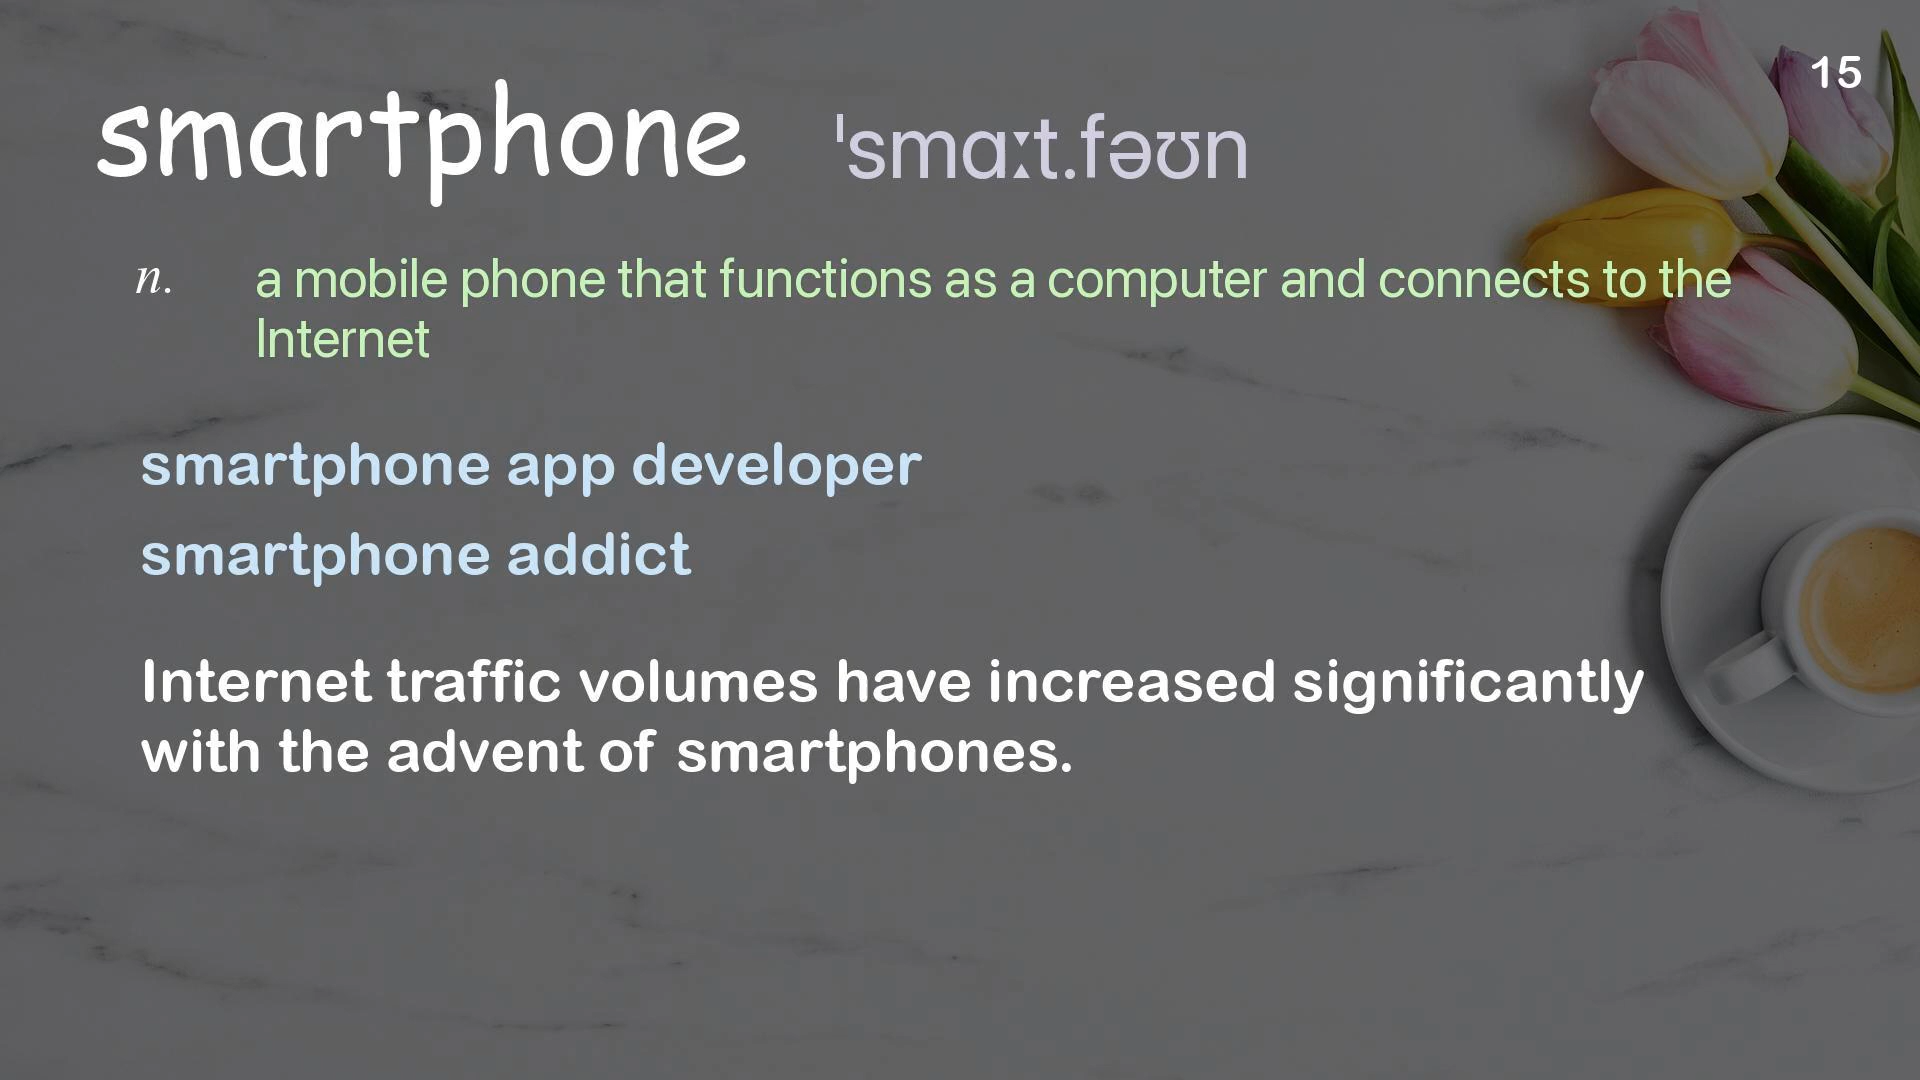 15
smartphone ˈsmɑːt.fəʊn
n. a mobile phone that functions as a computer and connects to the
Internet
smartphone app developer
smartphone addict
Internet traffic volumes have increased significantly
with the advent of smartphones.